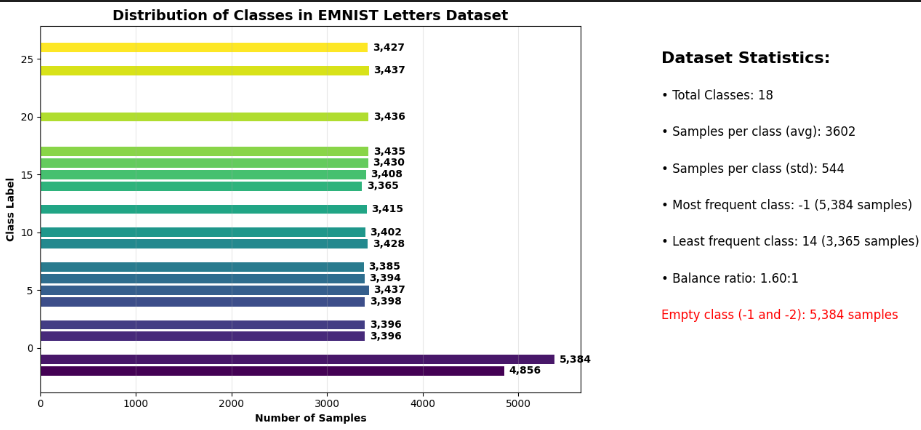 Distribution of Classes in EMNIST Letters Dataset
3,427
25
3,437
20
3,436
3,435
3,430
3,408
15
3,365
3,415
10
3,402
3,428
3,385
3,394
5
3,437
3,398
3,396
3,396
0
5,384
4,856
0 1000 2000 3000 4000 5000
Number of Samples
Class Label
Dataset Statistics:
• Total Classes: 18
• Samples per class (avg): 3602
• Samples per class (std): 544
• Most frequent class: -1 (5,384 samples)
• Least frequent class: 14 (3,365 samples)
• Balance ratio: 1.60:1
Empty class (-1 and -2): 5,384 samples